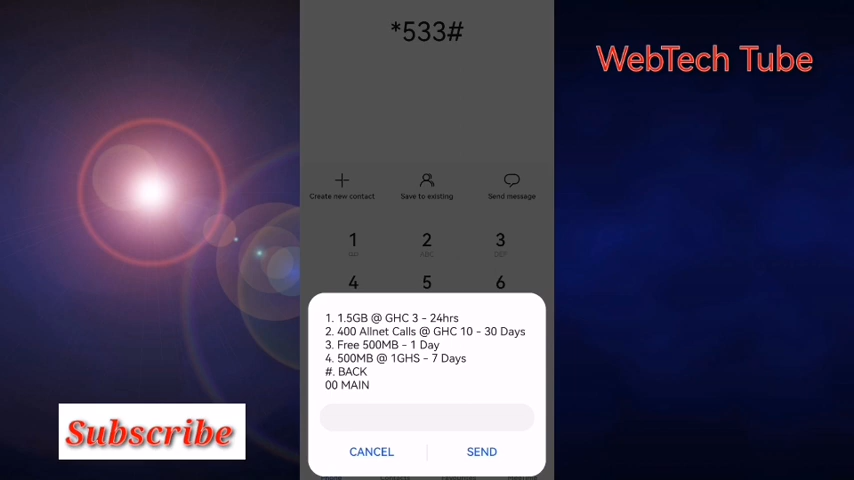 *533#
WebTech Tube
Create new contact
Save to existing
Send message
1
2
ABC
3
DEF
4
5
6
1. 1.5GB @ GHC 3 - 24hrs
2. 400 Allnet Calls @ GHC 10 - 30 Days
3. Free 500MB - 1 Day
4. 500MB @ 1GHS - 7 Days
#. BACK
00 MAIN
Subscribe
CANCEL
SEND